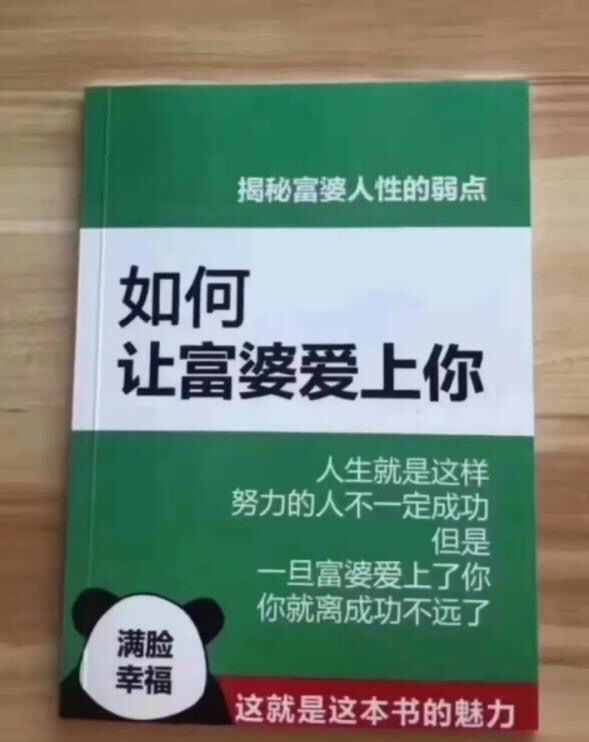 揭秘富婆人性的弱点
如何
让富婆爱上你
人生就是这样
努力的人不一定成功
但是
一旦富婆爱上了你
你就离成功不远了
满脸
幸福
这就是这本书的魅力